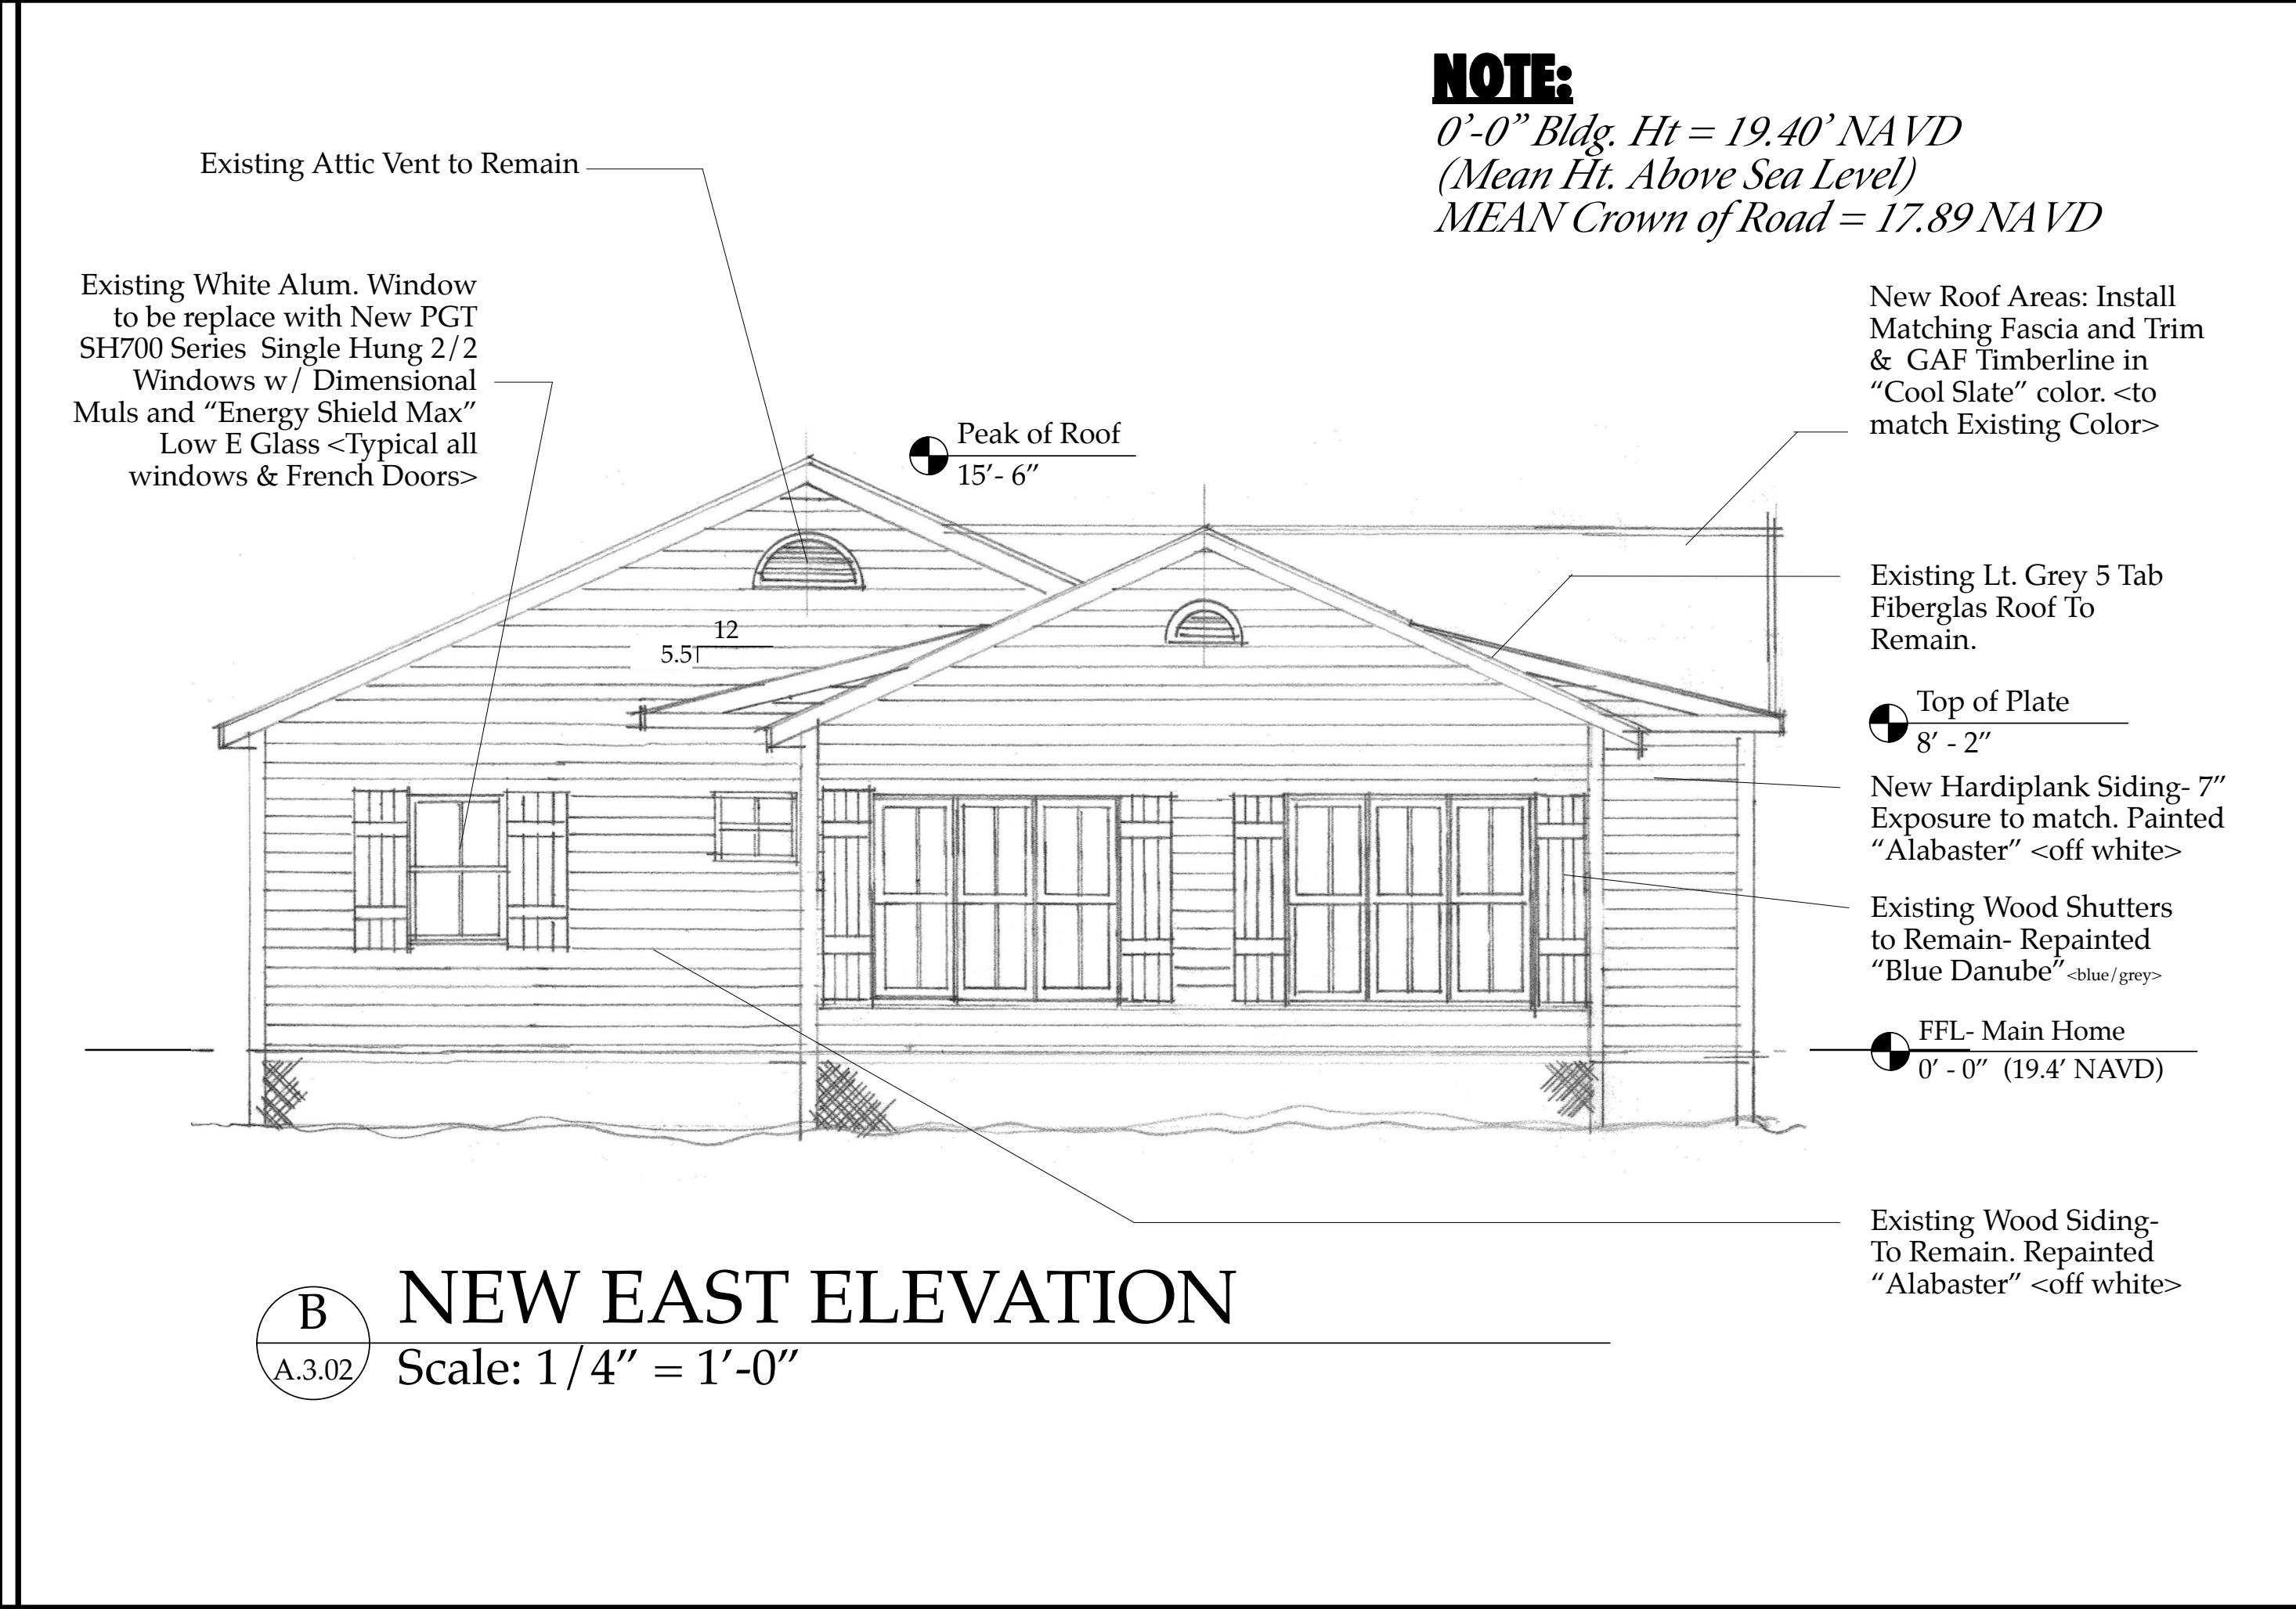 NOTE:
0’-0” Bldg. Ht = 19.40’ NAVD
(Mean Ht. Above Sea Level)
MEAN Crown of Road = 17.89 NAVD
Existing Attic Vent to Remain
Existing White Alum. Window
to be replace with New PGT
SH700 Series Single Hung 2/2
Windows w/ Dimensional
Muls and “Energy Shield Max”
Low E Glass <Typical all
windows & French Doors>
New Roof Areas: Install
Matching Fascia and Trim
& GAF Timberline in
“Cool Slate” color. <to
match Existing Color>
Peak of Roof
15’- 6”
Existing Lt. Grey 5 Tab
Fiberglas Roof To
Remain.
12
5.5
Top of Plate
8’ - 2”
New Hardiplank Siding- 7”
Exposure to match. Painted
“Alabaster” <off white>
Existing Wood Shutters
to Remain- Repainted
“Blue Danube” <blue/grey>
FFL- Main Home
0’ - 0” (19.4’ NAVD)
Existing Wood Siding-
To Remain. Repainted
“Alabaster” <off white>
B
A.3.02
NEW EAST ELEVATION
Scale: 1/4” = 1’-0”